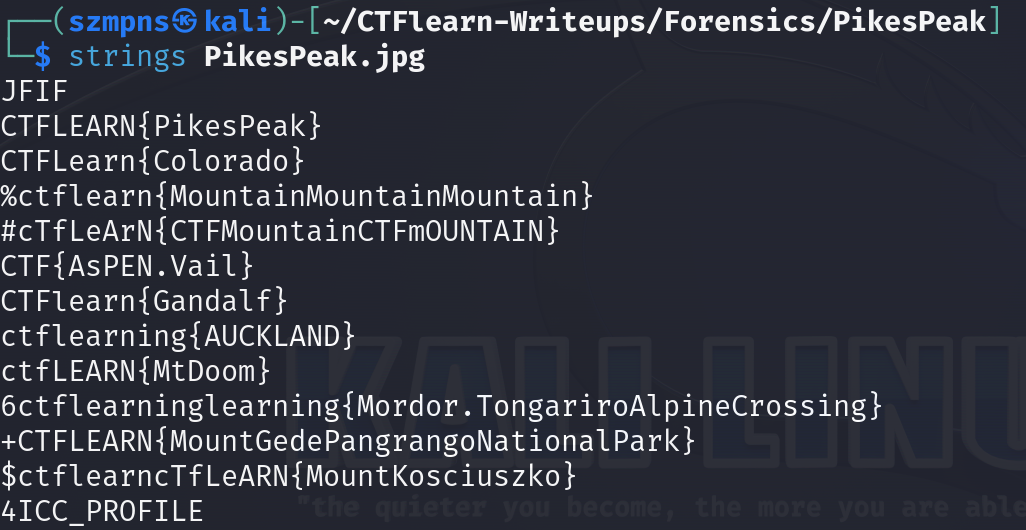 ┌──(szmpns㉿kali)-[~/CTFlearn-Writeups/Forensics/PikesPeak]
└─$ strings PikesPeak.jpg
JFIF
CTFLEARN{PikesPeak}
CTFLearn{Colorado}
%ctflearn{MountainMountainMountain}
#cTfLeArN{CTFMountainCTFmOUNTAIN}
CTF{AsPEN.Vail}
CTFlearn{Gandalf}
ctflearning{AUCKLAND}
ctfLEARN{MtDoom}
6ctflearninglearning{Mordor.TongariroAlpineCrossing}
+CTFLEARN{MountGedePangrangoNationalPark}
$ctflearncTfLeARN{MountKosciuszko}
4ICC_PROFILE
KALI LINU
"the quieter you become, the more you are able